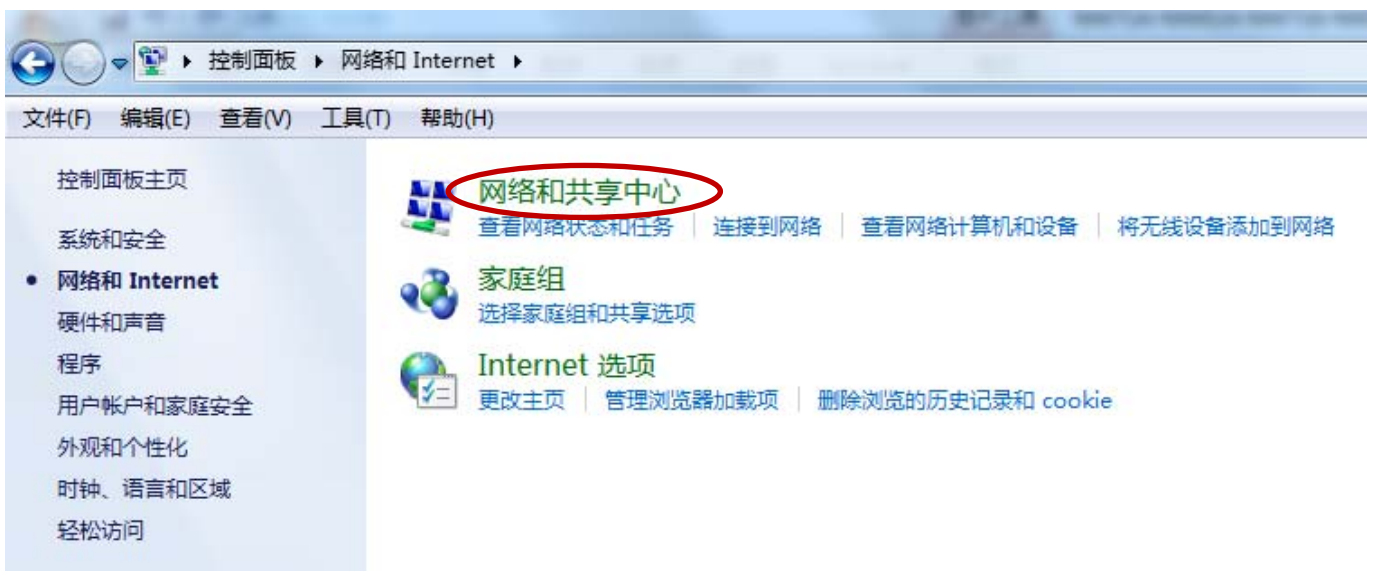 控制面板 ▸ 网络和 Internet ▸
文件(F) 编辑(E) 查看(V) 工具(T) 帮助(H)
控制面板主页
系统和安全
• 网络和 Internet
硬件和声音
程序
用户帐户和家庭安全
外观和个性化
时钟、语言和区域
轻松访问
网络和共享中心
查看网络状态和任务 | 连接到网络 | 查看网络计算机和设备 | 将无线设备添加到网络
家庭组
选择家庭组和共享选项
Internet 选项
更改主页 | 管理浏览器加载项 | 删除浏览的历史记录和 cookie